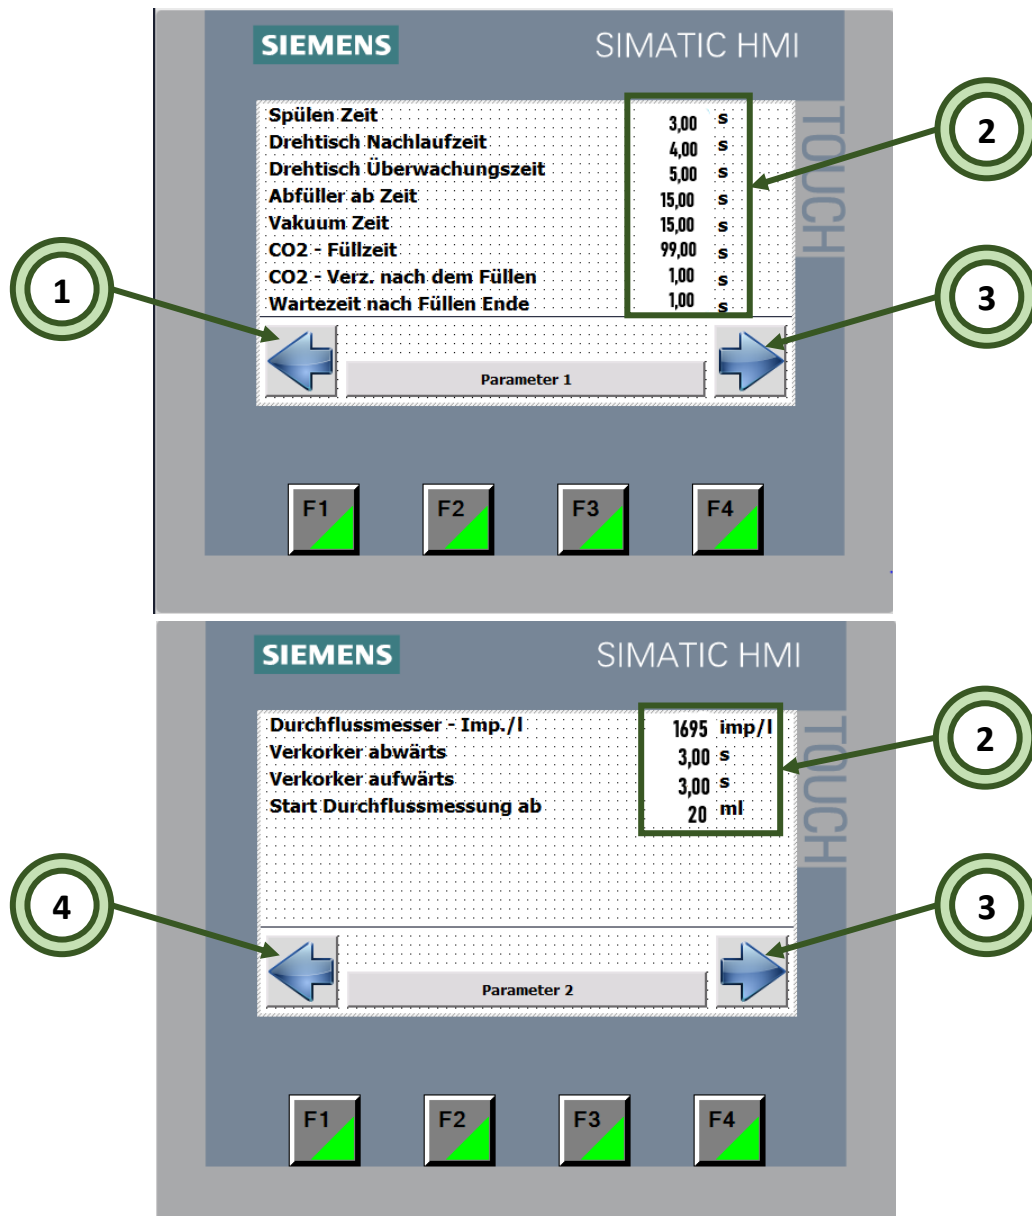 SIEMENS SIMATIC HMI
TOUCH
Spülen Zeit 3,00 s
Drehtisch Nachlaufzeit 4,00 s
Drehtisch Überwachungszeit 5,00 s
Abfüller ab Zeit 15,00 s
Vakuum Zeit 15,00 s
CO2 - Füllzeit 99,00 s
CO2 - Verz. nach dem Füllen 1,00 s
Wartezeit nach Füllen Ende 1,00 s
2
1
3
Parameter 1
F1 F2 F3 F4
SIEMENS SIMATIC HMI
TOUCH
Durchflussmesser - Imp./l 1695 imp/l
Verkorker abwärts 3,00 s
Verkorker aufwärts 3,00 s
Start Durchflussmessung ab 20 ml
2
4
3
Parameter 2
F1 F2 F3 F4